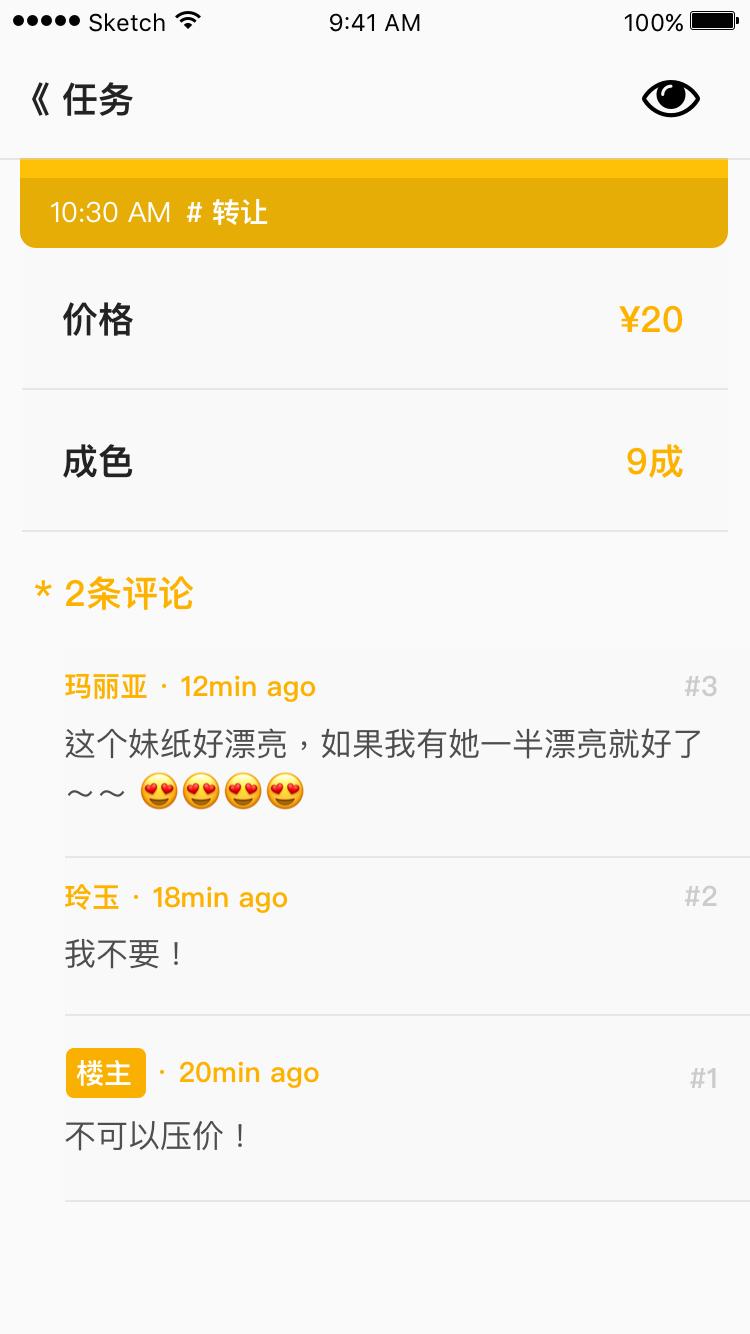 Sketch 9:41 AM 100%
《 任务
10:30 AM # 转让
价格 ¥20
成色 9成
* 2条评论
玛丽亚 · 12min ago #3
这个妹纸好漂亮，如果我有她一半漂亮就好了
～～ 😍😍😍😍
玲玉 · 18min ago #2
我不要！
楼主 · 20min ago #1
不可以压价！